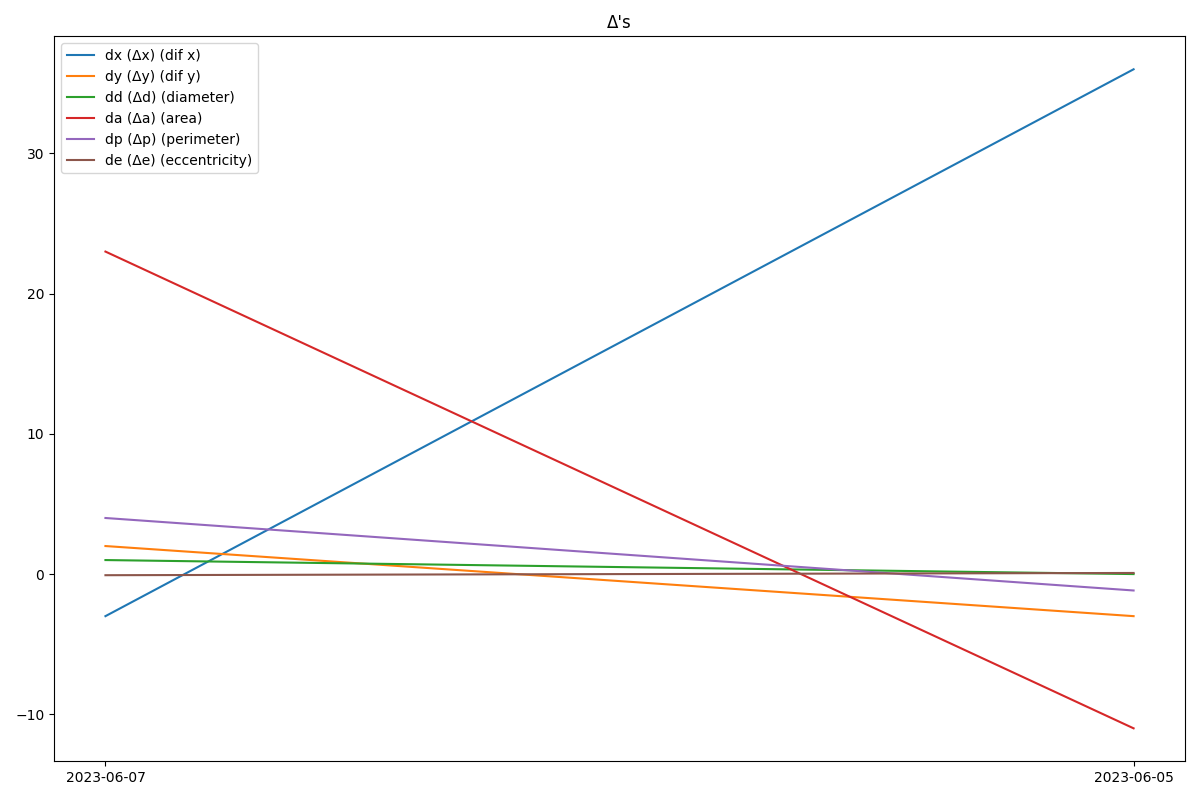 Δ's
dx (Δx) (dif x)
dy (Δy) (dif y)
dd (Δd) (diameter)
da (Δa) (area)
dp (Δp) (perimeter)
de (Δe) (eccentricity)
30
20
10
0
−10
2023-06-07
2023-06-05